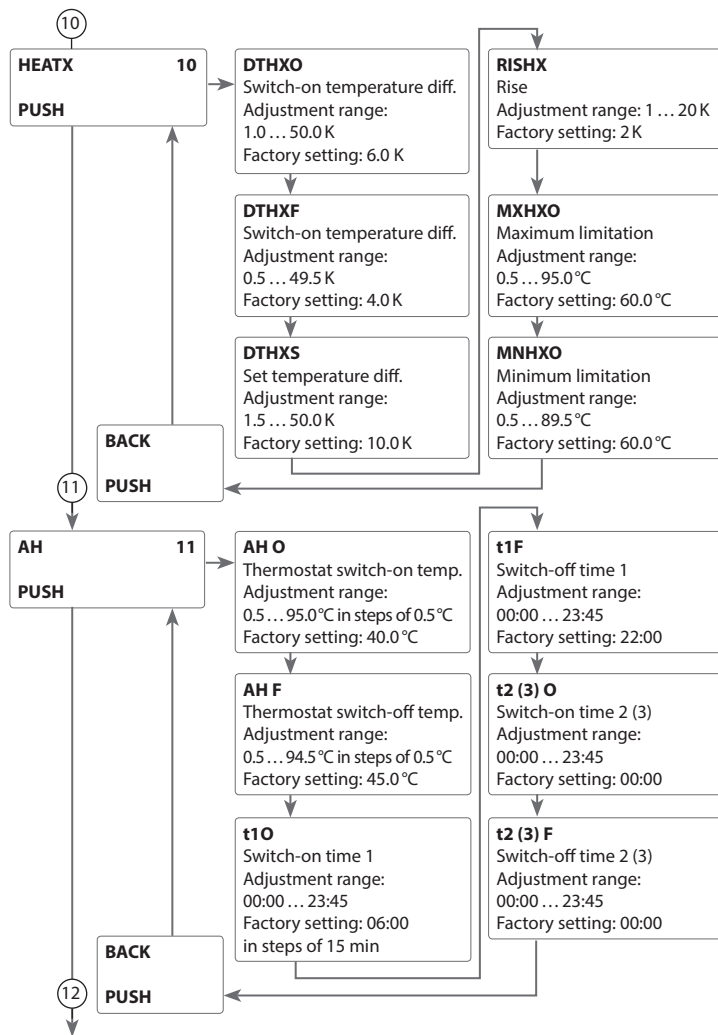 10
HEATX 10
PUSH
DTHXO
Switch-on temperature diff.
Adjustment range:
1.0 … 50.0 K
Factory setting: 6.0 K
DTHXF
Switch-on temperature diff.
Adjustment range:
0.5 … 49.5 K
Factory setting: 4.0 K
DTHXS
Set temperature diff.
Adjustment range:
1.5 … 50.0 K
Factory setting: 10.0 K
RISHX
Rise
Adjustment range: 1 … 20 K
Factory setting: 2 K
MXHXO
Maximum limitation
Adjustment range:
0.5 … 95.0 °C
Factory setting: 60.0 °C
MNHXO
Minimum limitation
Adjustment range:
0.5 … 89.5 °C
Factory setting: 60.0 °C
BACK
PUSH
11
AH 11
PUSH
AH O
Thermostat switch-on temp.
Adjustment range:
0.5 … 95.0 °C in steps of 0.5 °C
Factory setting: 40.0 °C
AH F
Thermostat switch-off temp.
Adjustment range:
0.5 … 94.5 °C in steps of 0.5 °C
Factory setting: 45.0 °C
t1O
Switch-on time 1
Adjustment range:
00:00 … 23:45
Factory setting: 06:00
in steps of 15 min
t1F
Switch-off time 1
Adjustment range:
00:00 … 23:45
Factory setting: 22:00
t2 (3) O
Switch-on time 2 (3)
Adjustment range:
00:00 … 23:45
Factory setting: 00:00
t2 (3) F
Switch-off time 2 (3)
Adjustment range:
00:00 … 23:45
Factory setting: 00:00
BACK
PUSH
12